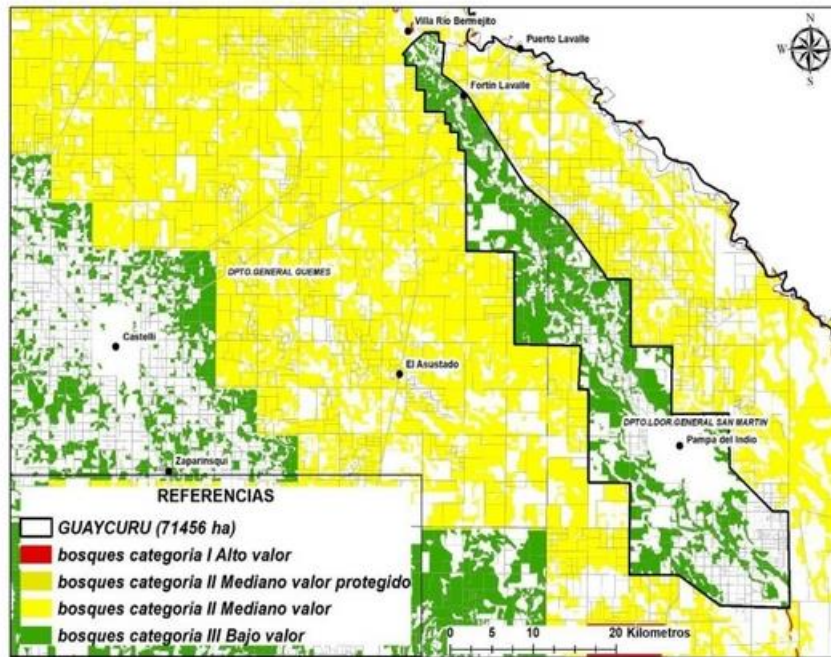 Villa Río Bermejito
Puerto Lavalle
N
W
E
S
Fortín Lavalle
DPTO.GENERAL GUEMES
Castelli
El Asustado
DPTO.LDOR.GENERAL SAN MARTIN
Pampa del Indio
Zaparinsqui
REFERENCIAS
GUAYCURU (71456 ha)
bosques categoria I Alto valor
bosques categoria II Mediano valor protegido
bosques categoria II Mediano valor
bosques categoria III Bajo valor
20 Kilometros
0 5 10